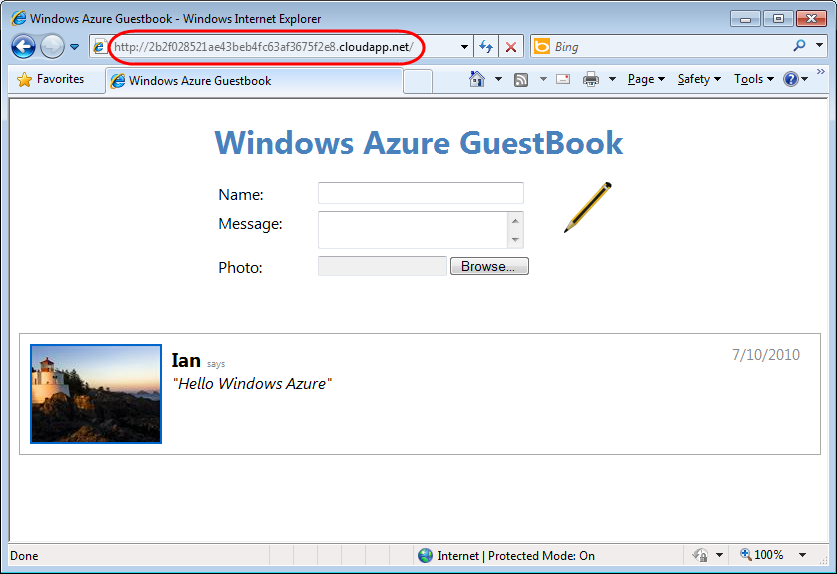 Windows Azure Guestbook - Windows Internet Explorer
http://2b2f028521ae43beb4fc63af3675f2e8.cloudapp.net/
Bing
Favorites
Windows Azure Guestbook
Page
Safety
Tools
»
Windows Azure GuestBook
Name:
Message:
Photo:
Browse...
Ian says
7/10/2010
"Hello Windows Azure"
Done
Internet | Protected Mode: On
100%